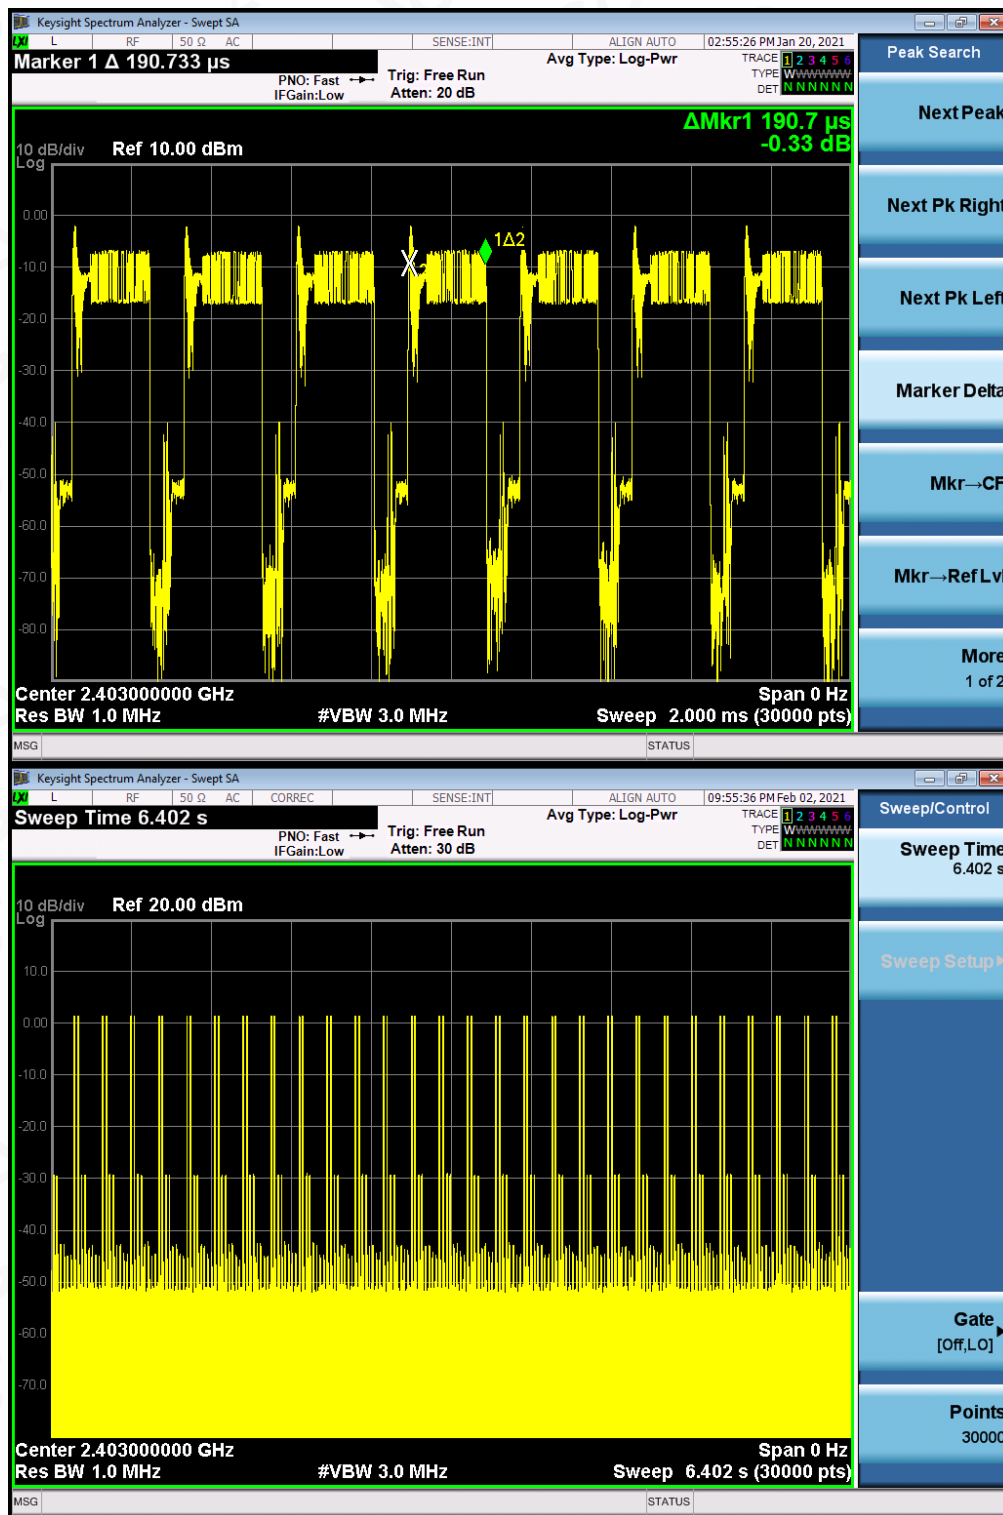 Keysight Spectrum Analyzer - Swept SA
LXI L RF 50 Ω AC SENSE:INT ALIGN AUTO 02:55:26 PM Jan 20, 2021
Marker 1 Δ 190.733 µs
PNO: Fast
IFGain:Low
Trig: Free Run
Atten: 20 dB
Avg Type: Log-Pwr
TRACE 1 2 3 4 5 6
TYPE WWWWWW
DET N N N N N N
ΔMkr1 190.7 µs
-0.33 dB
10 dB/div Ref 10.00 dBm
Log
0.00
-10.0
-20.0
-30.0
-40.0
-50.0
-60.0
-70.0
-80.0
1Δ2
Center 2.403000000 GHz Span 0 Hz
Res BW 1.0 MHz #VBW 3.0 MHz Sweep 2.000 ms (30000 pts)
MSG STATUS
Peak Search
Next Peak
Next Pk Right
Next Pk Left
Marker Delta
Mkr→CF
Mkr→Ref Lvl
More
1 of 2
Keysight Spectrum Analyzer - Swept SA
LXI L RF 50 Ω AC CORREC SENSE:INT ALIGN AUTO 09:55:36 PM Feb 02, 2021
Sweep Time 6.402 s
PNO: Fast
IFGain:Low
Trig: Free Run
Atten: 30 dB
Avg Type: Log-Pwr
TRACE 1 2 3 4 5 6
TYPE WWWWWW
DET N N N N N N
10 dB/div Ref 20.00 dBm
Log
10.0
0.00
-10.0
-20.0
-30.0
-40.0
-50.0
-60.0
-70.0
Center 2.403000000 GHz Span 0 Hz
Res BW 1.0 MHz #VBW 3.0 MHz Sweep 6.402 s (30000 pts)
MSG STATUS
Sweep/Control
Sweep Time
6.402 s
Sweep Setup
Gate
[Off,LO]
Points
30000